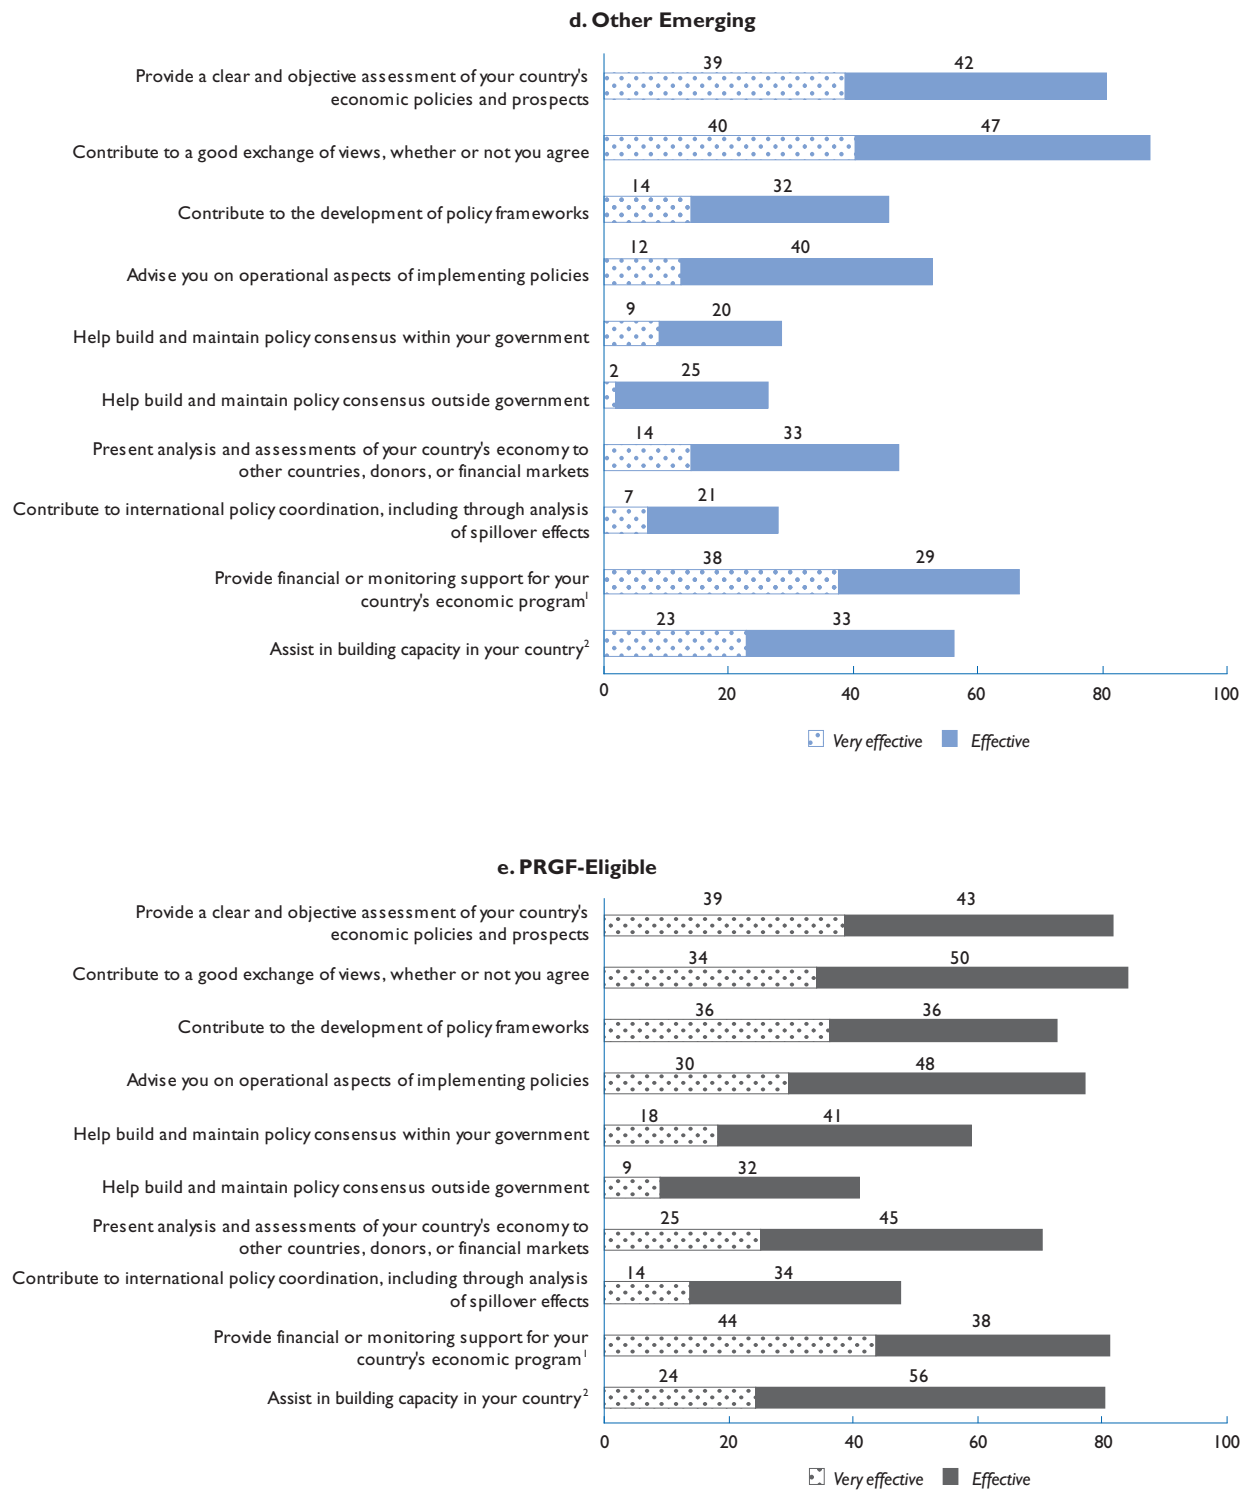 d. Other Emerging
39 42
Provide a clear and objective assessment of your country's
economic policies and prospects
40 47
Contribute to a good exchange of views, whether or not you agree
14 32
Contribute to the development of policy frameworks
12 40
Advise you on operational aspects of implementing policies
9 20
Help build and maintain policy consensus within your government
2 25
Help build and maintain policy consensus outside government
14 33
Present analysis and assessments of your country's economy to
other countries, donors, or financial markets
7 21
Contribute to international policy coordination, including through analysis
of spillover effects
38 29
Provide financial or monitoring support for your
country's economic program¹
23 33
Assist in building capacity in your country²
0 20 40 60 80 100
Very effective Effective
e. PRGF-Eligible
39 43
Provide a clear and objective assessment of your country's
economic policies and prospects
34 50
Contribute to a good exchange of views, whether or not you agree
36 36
Contribute to the development of policy frameworks
30 48
Advise you on operational aspects of implementing policies
18 41
Help build and maintain policy consensus within your government
9 32
Help build and maintain policy consensus outside government
25 45
Present analysis and assessments of your country's economy to
other countries, donors, or financial markets
14 34
Contribute to international policy coordination, including through analysis
of spillover effects
44 38
Provide financial or monitoring support for your
country's economic program¹
24 56
Assist in building capacity in your country²
0 20 40 60 80 100
Very effective Effective